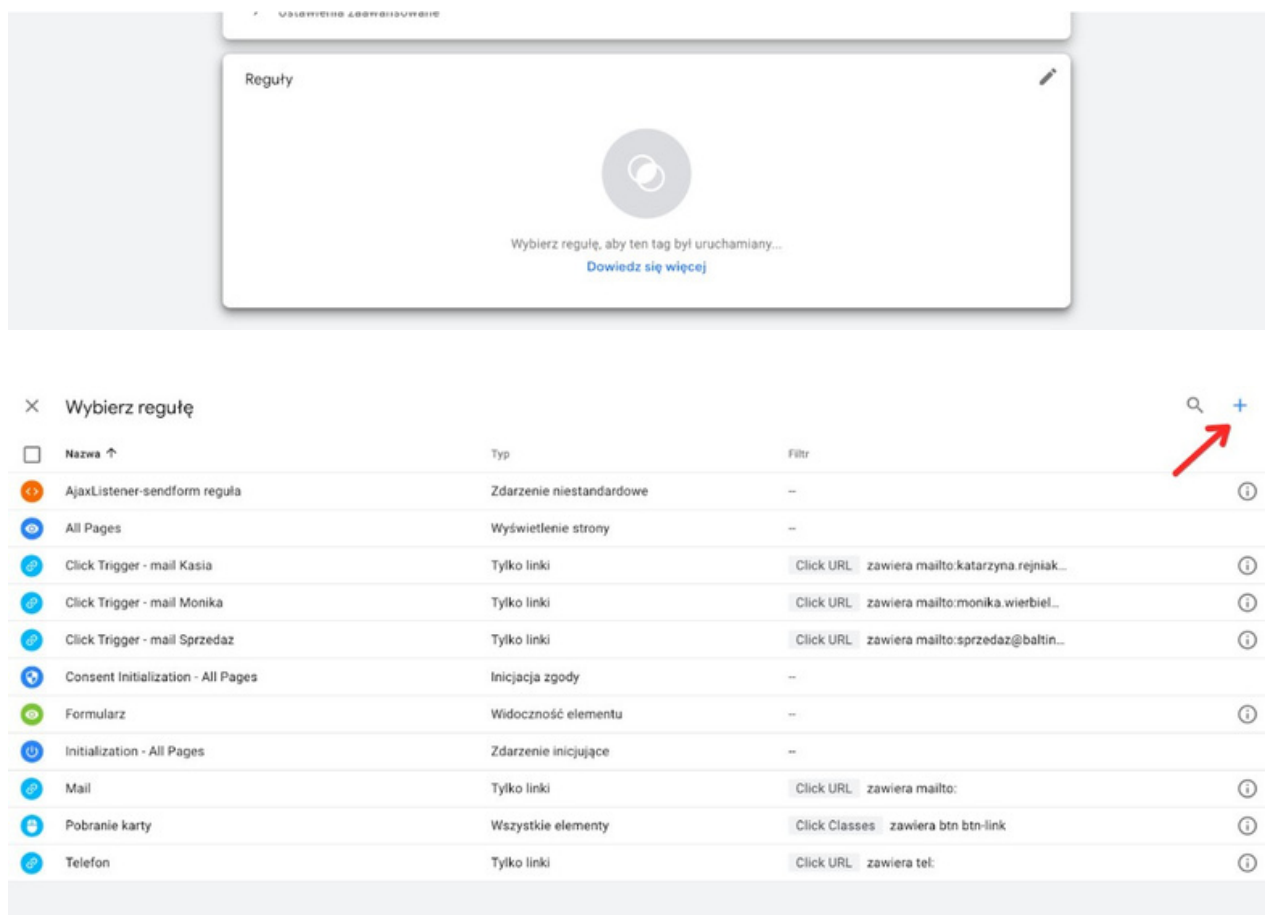 Ustawienia zaawansowane
Reguły
Wybierz regułę, aby ten tag był uruchamiany...
Dowiedz się więcej
Wybierz regułę
Nazwa Typ Filtr
AjaxListener-sendform reguła Zdarzenie niestandardowe –
All Pages Wyświetlenie strony –
Click Trigger - mail Kasia Tylko linki Click URL zawiera mailto:katarzyna.rejniak...
Click Trigger - mail Monika Tylko linki Click URL zawiera mailto:monika.wierbiel...
Click Trigger - mail Sprzedaz Tylko linki Click URL zawiera mailto:sprzedaz@baltin...
Consent Initialization - All Pages Inicjacja zgody –
Formularz Widoczność elementu –
Initialization - All Pages Zdarzenie inicjujące –
Mail Tylko linki Click URL zawiera mailto:
Pobranie karty Wszystkie elementy Click Classes zawiera btn btn-link
Telefon Tylko linki Click URL zawiera tel: